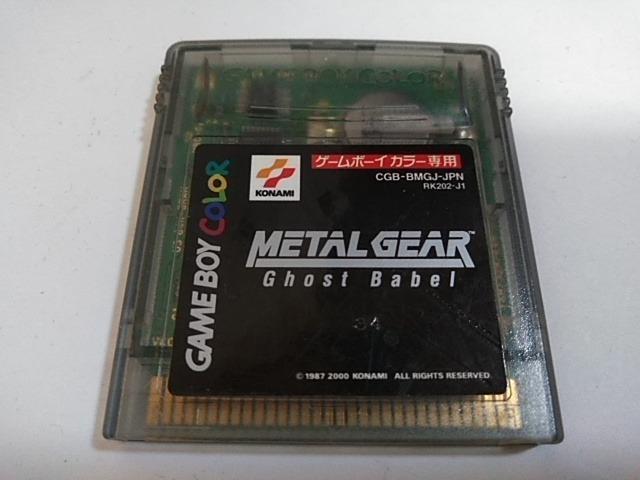 GAME BOY COLOR
GAME BOY COLOR
KONAMI
ゲームボーイカラー専用
CGB-BMGJ-JPN
RK202-J1
METAL GEAR
Ghost Babel
34
© 1987 2000 KONAMI ALL RIGHTS RESERVED